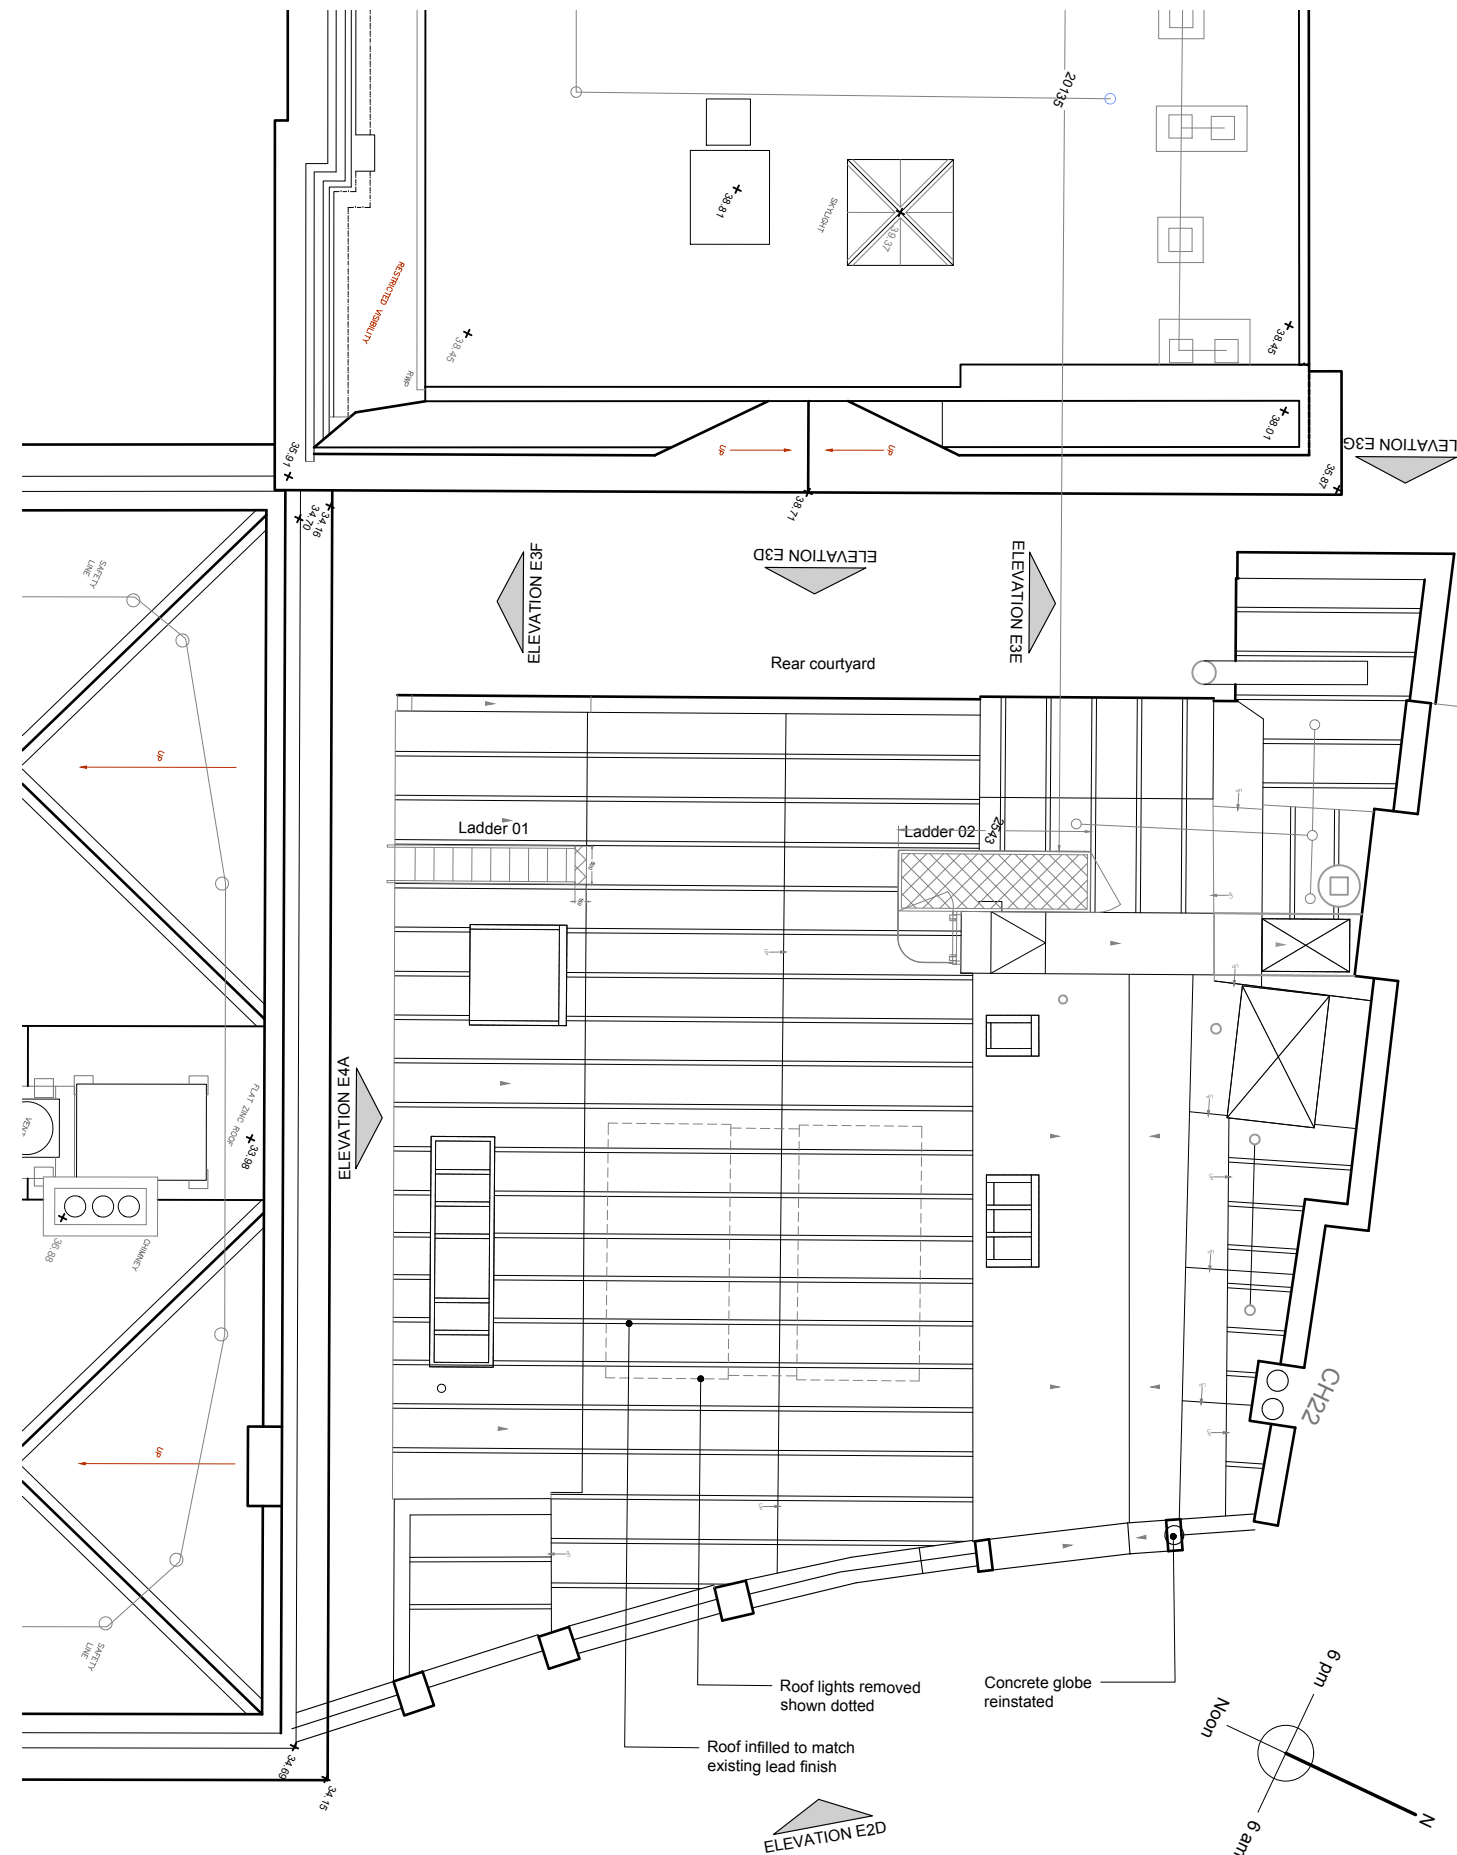 20135
38.81
SKYLIGHT
39.37
RESTRICTED VISIBILITY
38.45
38.45
RWP
38.01
UP
UP
ELEVATION E3G
35.91
35.87
38.71
34.70
34.16
SAFETY
LINE
ELEVATION E3F
ELEVATION E3D
ELEVATION E3E
Rear courtyard
UP
Ladder 01
Ladder 02
2543
ELEVATION E4A
FLAT ZINC ROOF
33.98
VENT
36.88
CHIMNEY
CH22
UP
SAFETY
LINE
Roof lights removed
shown dotted
Concrete globe
reinstated
Roof infilled to match
existing lead finish
34.69
34.15
ELEVATION E2D
6 pm
Noon
N
6 am